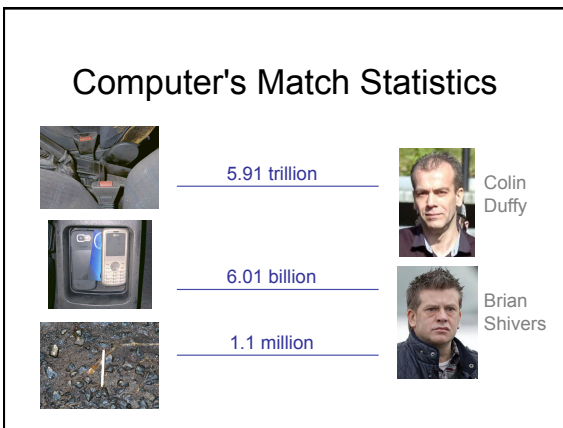 Computer's Match Statistics
5.91 trillion
Colin
Duffy
6.01 billion
Brian
Shivers
1.1 million